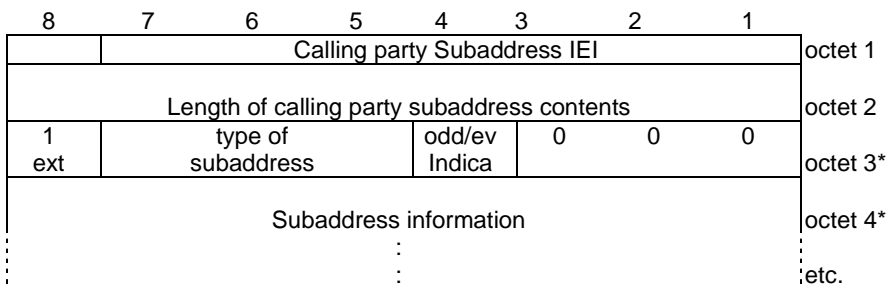 8 7 6 5 4 3 2 1
Calling party Subaddress IEI octet 1
Length of calling party subaddress contents octet 2
1 type of odd/ev 0 0 0
ext subaddress Indica octet 3*
Subaddress information octet 4*
:
: etc.